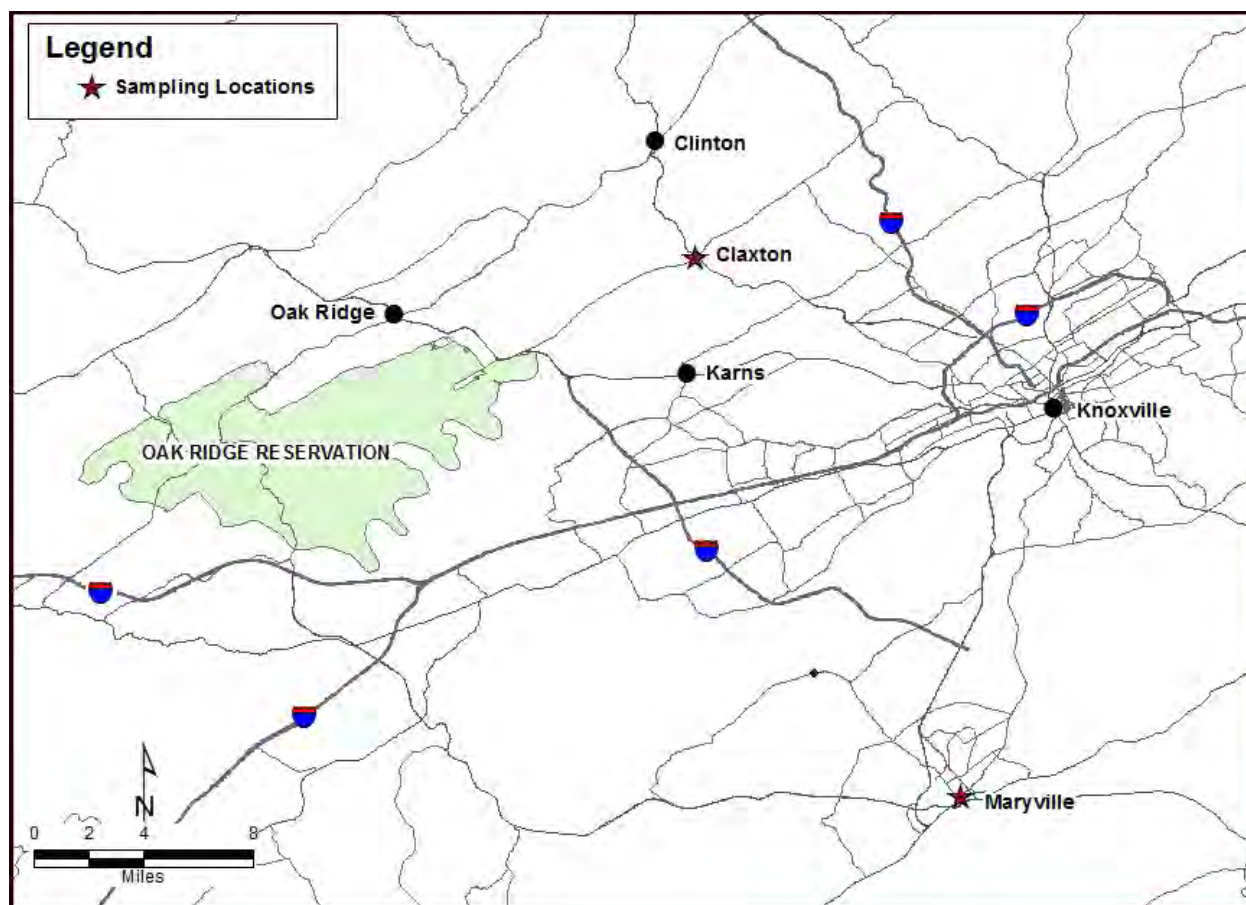 Legend
Sampling Locations
Clinton
Claxton
Oak Ridge
Karns
Knoxville
OAK RIDGE RESERVATION
Maryville
N
0 2 4 8
Miles